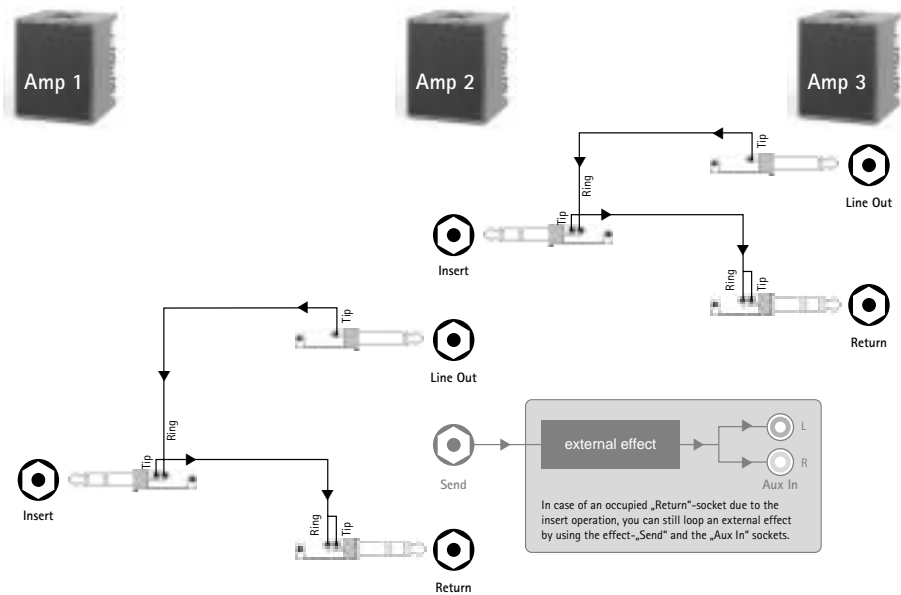 Amp 1
Amp 2
Amp 3
Tip
Line Out
Ring
Tip
Insert
Ring
Tip
Return
Tip
Line Out
Ring
Tip
Insert
Ring
Tip
Return
Send
external effect
L
R
Aux In
In case of an occupied „Return“-socket due to the
insert operation, you can still loop an external effect
by using the effect-„Send“ and the „Aux In“ sockets.